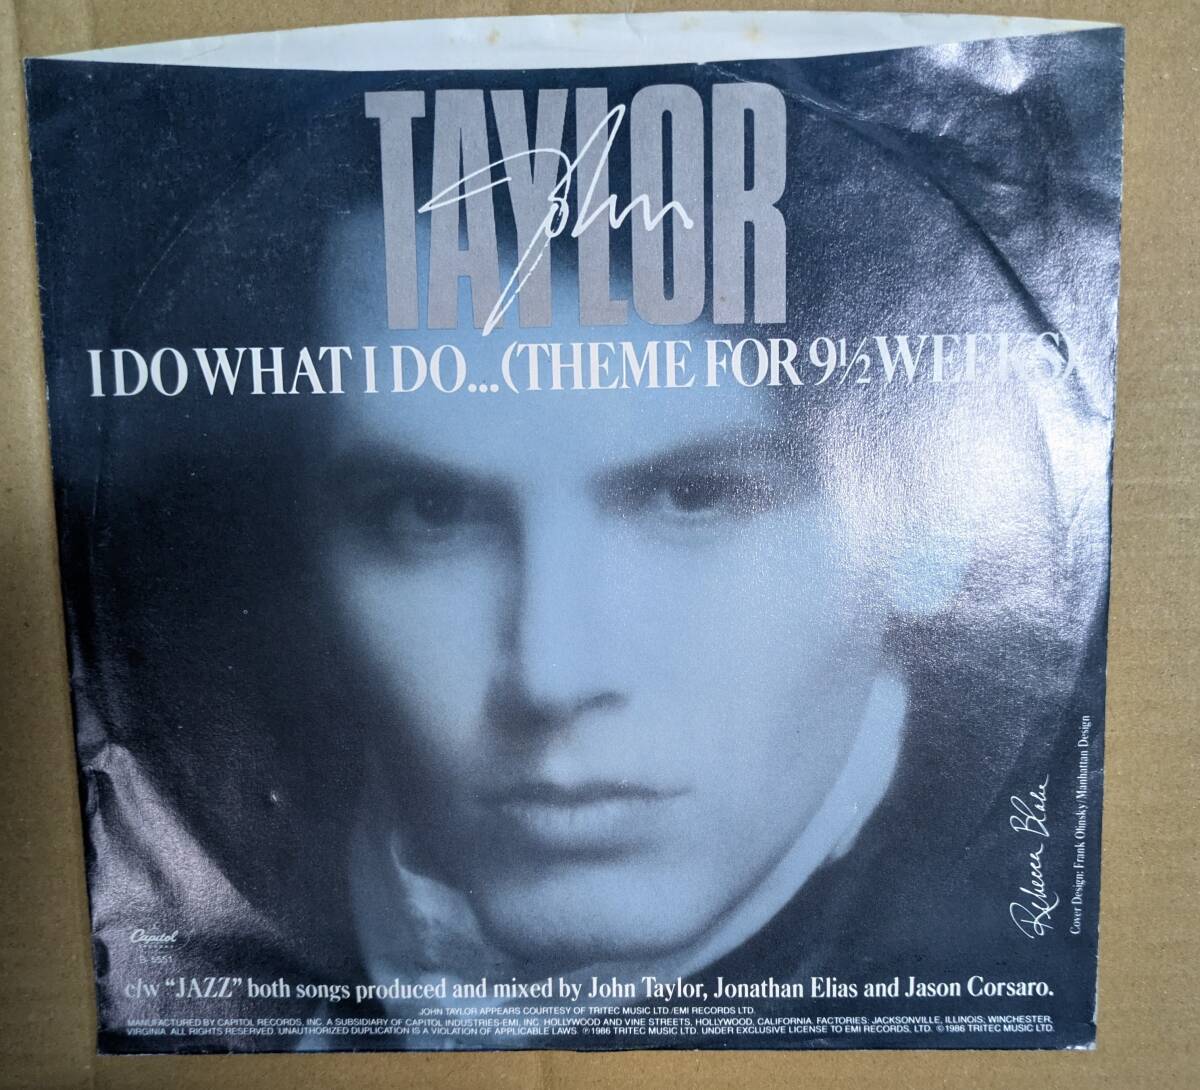 TAYLOR
John
I DO WHAT I DO...(THEME FOR 9½ WEEKS)
Rebecca Blake
Cover Design: Frank Olinsky/Manhattan Design
Capitol
RECORDS
B-5551
c/w "JAZZ" both songs produced and mixed by John Taylor, Jonathan Elias and Jason Corsaro.
JOHN TAYLOR APPEARS COURTESY OF TRITEC MUSIC LTD./EMI RECORDS LTD.
MANUFACTURED BY CAPITOL RECORDS, INC. A SUBSIDIARY OF CAPITOL INDUSTRIES-EMI, INC. HOLLYWOOD AND VINE STREETS, HOLLYWOOD, CALIFORNIA. FACTORIES: JACKSONVILLE, ILLINOIS; WINCHESTER,
VIRGINIA. ALL RIGHTS RESERVED. UNAUTHORIZED DUPLICATION IS A VIOLATION OF APPLICABLE LAWS. ℗ 1986 TRITEC MUSIC LTD. UNDER EXCLUSIVE LICENSE TO EMI RECORDS, LTD. © 1986 TRITEC MUSIC LTD.